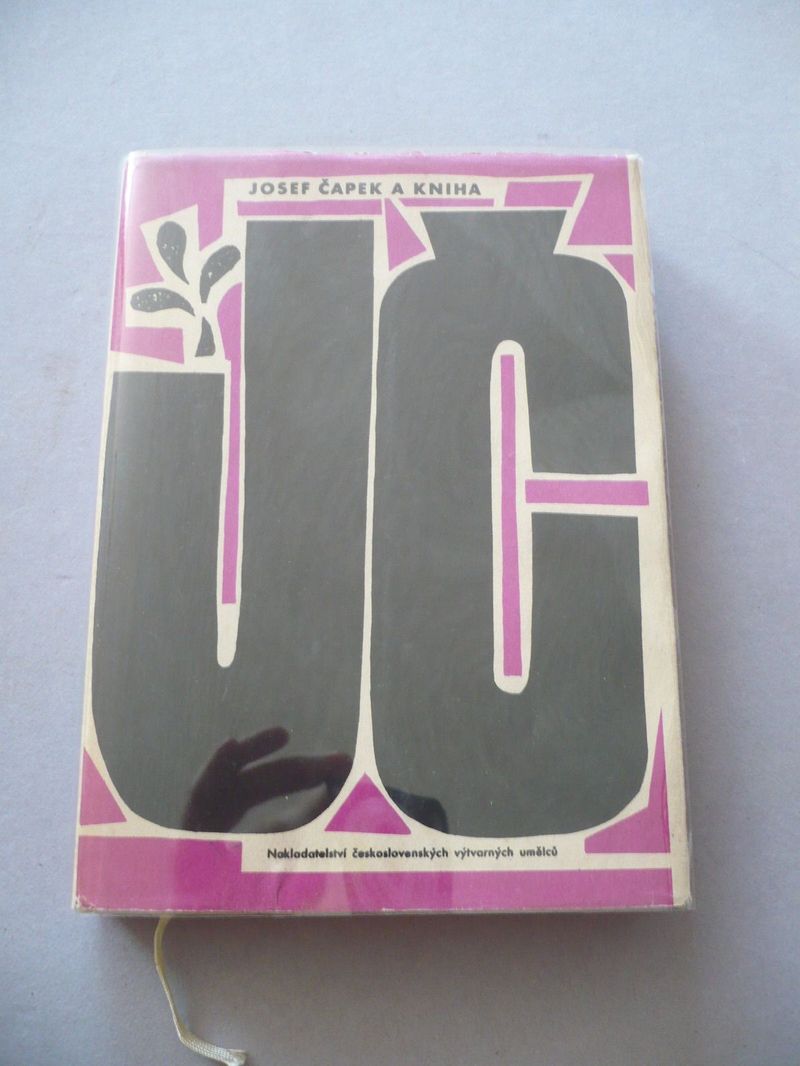 JOSEF ČAPEK A KNIHA
JČ
Nakladatelství československých výtvarných umělců